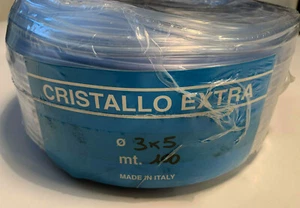 CRISTALLO EXTRA
ø 3x5
mt. 100
MADE IN ITALY